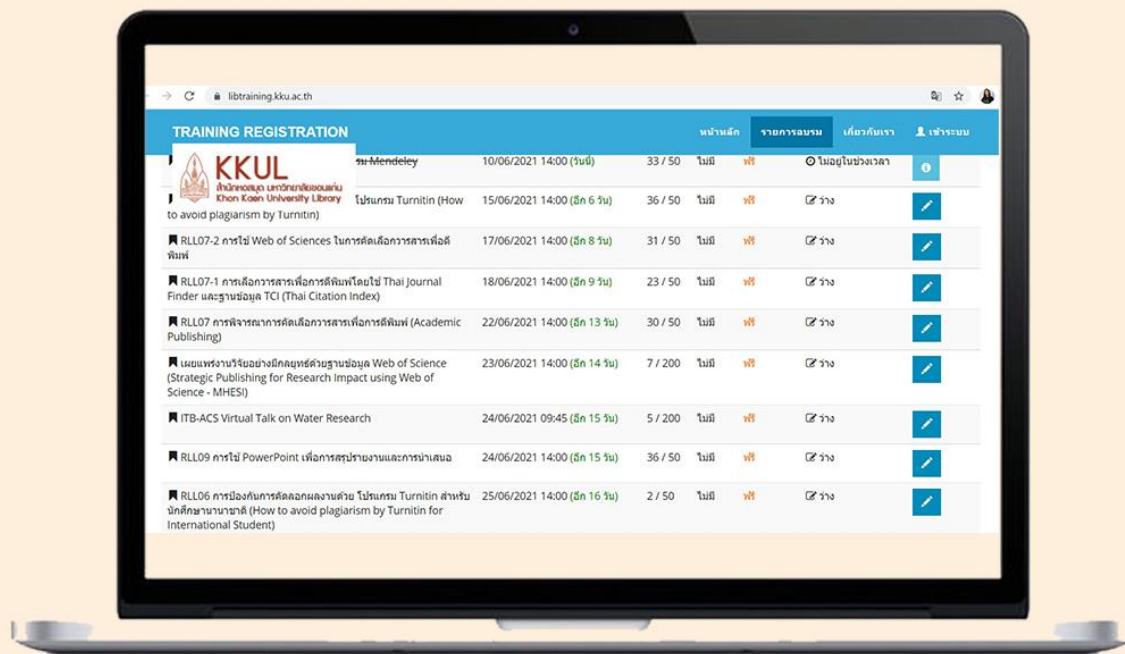 libtraining.kku.ac.th
TRAINING REGISTRATION หน้าหลัก รายการอบรม เกี่ยวกับเรา เข้าระบบ
KKUL
สำนักหอสมุด มหาวิทยาลัยขอนแก่น
Khon Kaen University Library
Mendeley 10/06/2021 14:00 (วันนี้) 33 / 50 ไม่มี ฟรี ไม่อยู่ในช่วงเวลา
โปรแกรม Turnitin (How 15/06/2021 14:00 (อีก 6 วัน) 36 / 50 ไม่มี ฟรี ว่าง
to avoid plagiarism by Turnitin)
RLL07-2 การใช้ Web of Sciences ในการคัดเลือกวารสารเพื่อตี 17/06/2021 14:00 (อีก 8 วัน) 31 / 50 ไม่มี ฟรี ว่าง
พิมพ์
RLL07-1 การเลือกวารสารเพื่อการตีพิมพ์โดยใช้ Thai Journal 18/06/2021 14:00 (อีก 9 วัน) 23 / 50 ไม่มี ฟรี ว่าง
Finder และฐานข้อมูล TCI (Thai Citation Index)
RLL07 การพิจารณาการคัดเลือกวารสารเพื่อการตีพิมพ์ (Academic 22/06/2021 14:00 (อีก 13 วัน) 30 / 50 ไม่มี ฟรี ว่าง
Publishing)
เผยแพร่งานวิจัยอย่างมีกลยุทธ์ด้วยฐานข้อมูล Web of Science 23/06/2021 14:00 (อีก 14 วัน) 7 / 200 ไม่มี ฟรี ว่าง
(Strategic Publishing for Research Impact using Web of
Science - MHESI)
ITB-ACS Virtual Talk on Water Research 24/06/2021 09:45 (อีก 15 วัน) 5 / 200 ไม่มี ฟรี ว่าง
RLL09 การใช้ PowerPoint เพื่อการสรุปรายงานและการนำเสนอ 24/06/2021 14:00 (อีก 15 วัน) 36 / 50 ไม่มี ฟรี ว่าง
RLL06 การป้องกันการคัดลอกผลงานด้วย โปรแกรม Turnitin สำหรับ 25/06/2021 14:00 (อีก 16 วัน) 2 / 50 ไม่มี ฟรี ว่าง
นักศึกษานานาชาติ (How to avoid plagiarism by Turnitin for
International Student)